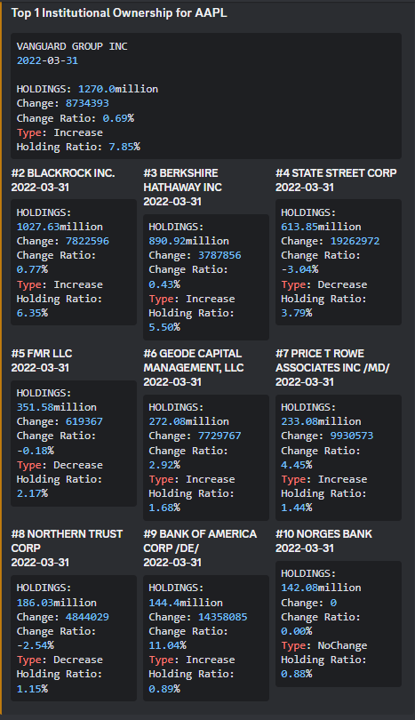 Top 1 Institutional Ownership for AAPL
VANGUARD GROUP INC
2022-03-31
HOLDINGS: 1270.0million
Change: 8734393
Change Ratio: 0.69%
Type: Increase
Holding Ratio: 7.85%
#2 BLACKROCK INC.
2022-03-31
HOLDINGS:
1027.63million
Change: 7822596
Change Ratio:
0.77%
Type: Increase
Holding Ratio:
6.35%
#3 BERKSHIRE
HATHAWAY INC
2022-03-31
HOLDINGS:
890.92million
Change: 3787856
Change Ratio:
0.43%
Type: Increase
Holding Ratio:
5.50%
#4 STATE STREET CORP
2022-03-31
HOLDINGS:
613.85million
Change: 19262972
Change Ratio:
-3.04%
Type: Decrease
Holding Ratio:
3.79%
#5 FMR LLC
2022-03-31
HOLDINGS:
351.58million
Change: 619367
Change Ratio:
-0.18%
Type: Decrease
Holding Ratio:
2.17%
#6 GEODE CAPITAL
MANAGEMENT, LLC
2022-03-31
HOLDINGS:
272.08million
Change: 7729767
Change Ratio:
2.92%
Type: Increase
Holding Ratio:
1.68%
#7 PRICE T ROWE
ASSOCIATES INC /MD/
2022-03-31
HOLDINGS:
233.08million
Change: 9930573
Change Ratio:
4.45%
Type: Increase
Holding Ratio:
1.44%
#8 NORTHERN TRUST
CORP
2022-03-31
HOLDINGS:
186.03million
Change: 4844029
Change Ratio:
-2.54%
Type: Decrease
Holding Ratio:
1.15%
#9 BANK OF AMERICA
CORP /DE/
2022-03-31
HOLDINGS:
144.4million
Change: 14358085
Change Ratio:
11.04%
Type: Increase
Holding Ratio:
0.89%
#10 NORGES BANK
2022-03-31
HOLDINGS:
142.08million
Change: 0
Change Ratio:
0.00%
Type: NoChange
Holding Ratio:
0.88%